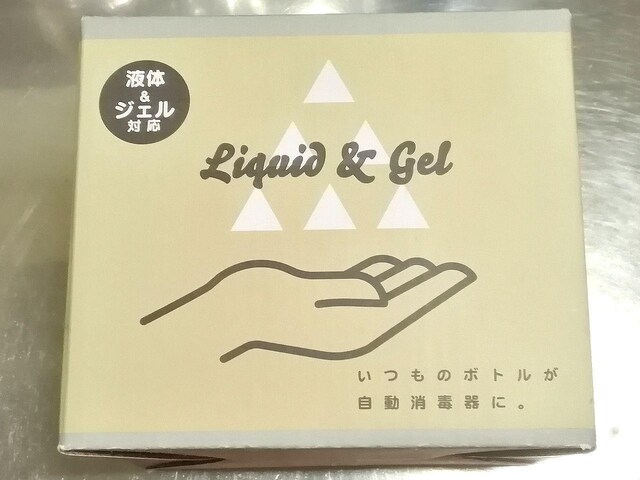 液体
&
ジェル
対応
Liquid & Gel
いつものボトルが
自動消毒器に。